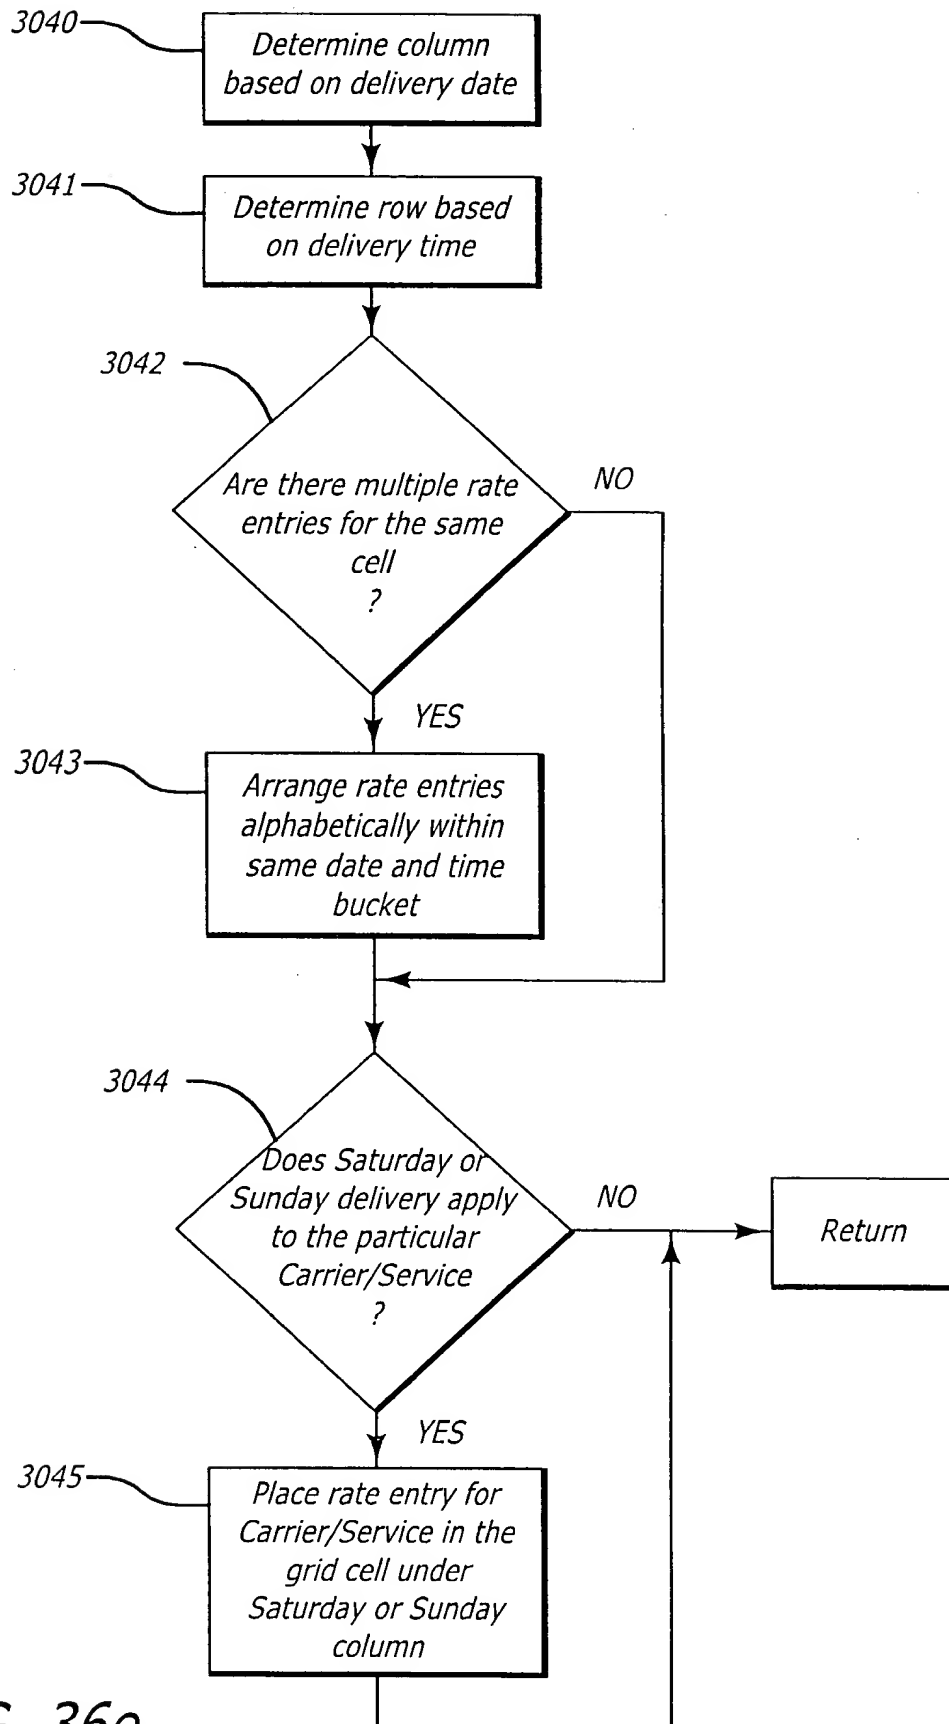 3040
Determine column
based on delivery date
3041
Determine row based
on delivery time
3042
Are there multiple rate
entries for the same
cell
?
NO
YES
3043
Arrange rate entries
alphabetically within
same date and time
bucket
3044
Does Saturday or
Sunday delivery apply
to the particular
Carrier/Service
?
NO
Return
YES
3045
Place rate entry for
Carrier/Service in the
grid cell under
Saturday or Sunday
column